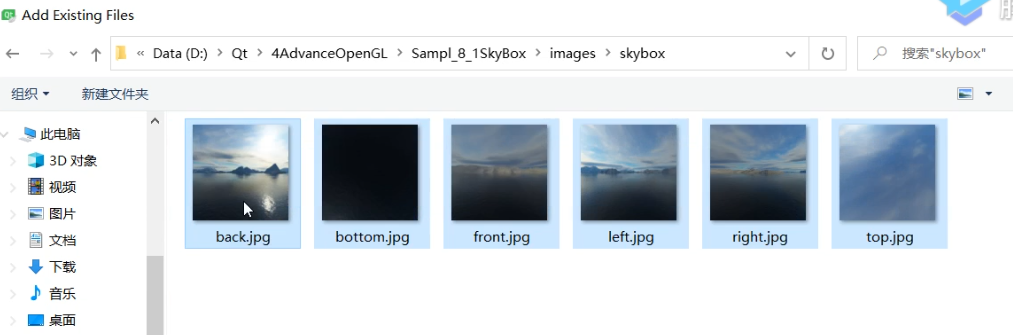 Add Existing Files
« Data (D:) › Qt › 4AdvanceOpenGL › Sampl_8_1SkyBox › images › skybox
搜索"skybox"
组织 新建文件夹
此电脑
3D 对象
视频
图片
文档
下载
音乐
桌面
back.jpg bottom.jpg front.jpg left.jpg right.jpg top.jpg